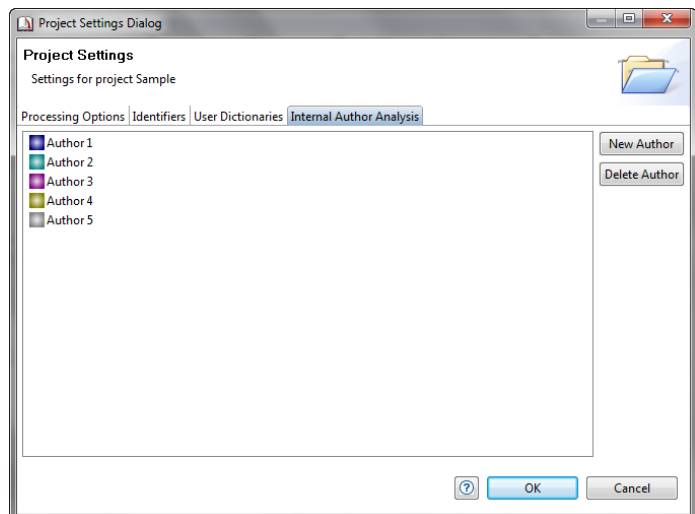 Project Settings Dialog
Project Settings
Settings for project Sample
Processing Options Identifiers User Dictionaries Internal Author Analysis
Author 1
Author 2
Author 3
Author 4
Author 5
New Author
Delete Author
? OK Cancel